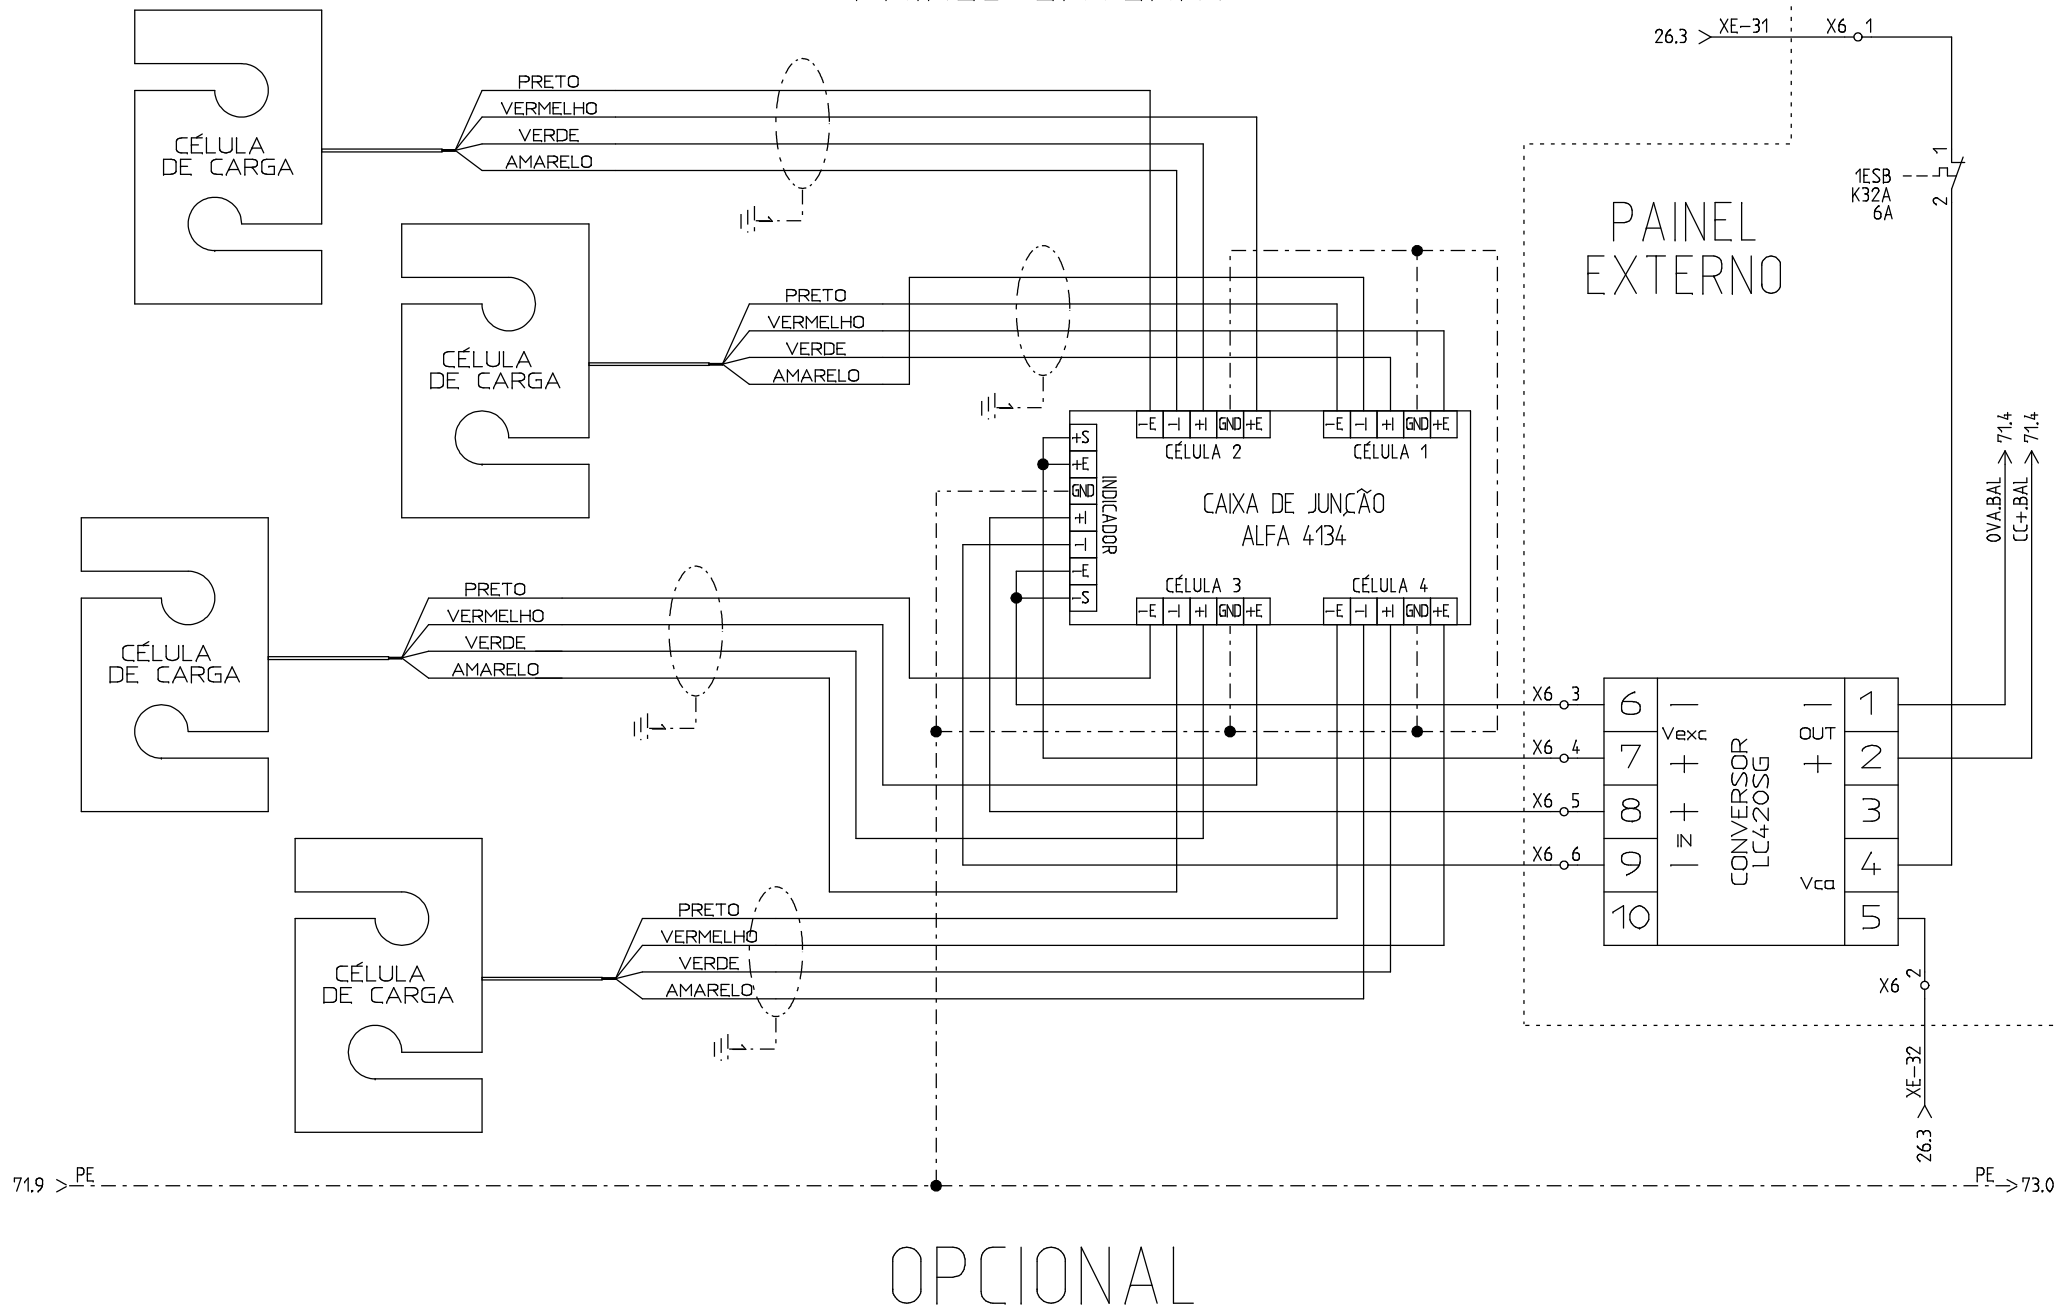 26.3
XE-31
X6
1
PRETO
VERMELHO
VERDE
AMARELO
CÉLULA
DE CARGA
1
1ESB
K32A
6A
2
PAINEL
EXTERNO
PRETO
VERMELHO
VERDE
AMARELO
CÉLULA
DE CARGA
-E -I +I GND +E
CÉLULA 2
-E -I +I GND +E
CÉLULA 1
+S
+E
GND
+I
-I
-E
-S
INDICADOR
CAIXA DE JUNÇÃO
ALFA 4134
CÉLULA 3
-E -I +I GND +E
CÉLULA 4
-E -I +I GND +E
0VA.BAL
71.4
CC+.BAL
71.4
PRETO
VERMELHO
VERDE
AMARELO
CÉLULA
DE CARGA
X6 3
X6 4
X6 5
X6 6
6 -
Vexc
7 +
8 +
IN
9 -
10
CONVERSOR
LC420SG
- 1
OUT
+ 2
3
4
Vca
5
PRETO
VERMELHO
VERDE
AMARELO
CÉLULA
DE CARGA
X6
2
XE-32
26.3
71.9
PE
PE
73.0
OPCIONAL